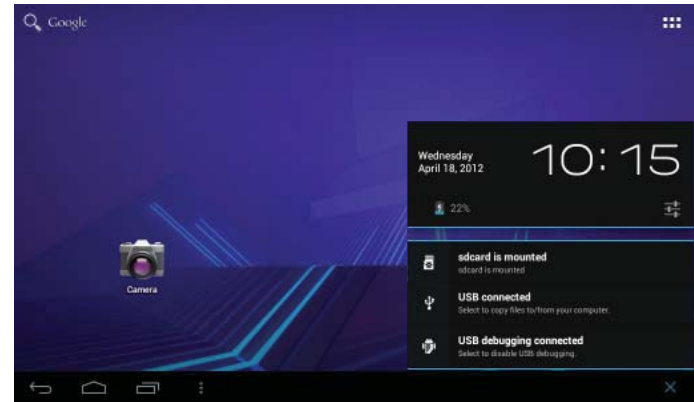 Google
Wednesday
April 18, 2012
10:15
22%
sdcard is mounted
sdcard is mounted
USB connected
Select to copy files to/from your computer.
USB debugging connected
Select to disable USB debugging.
Camera